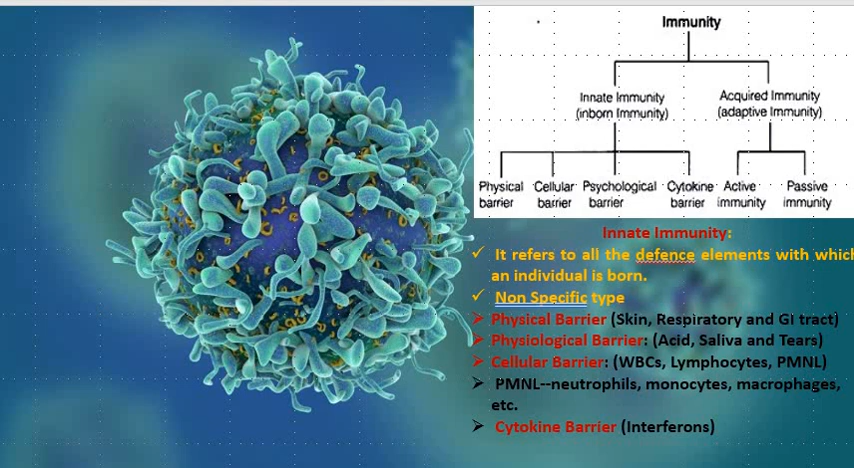 Immunity
Innate Immunity
(inborn Immunity)
Acquired Immunity
(adaptive Immunity)
Physical barrier
Cellular barrier
Psychological barrier
Cytokine barrier
Active immunity
Passive immunity
Innate Immunity:
✓ It refers to all the defence elements with which
an individual is born.
✓ Non Specific type
➢ Physical Barrier (Skin, Respiratory and GI tract)
➢ Physiological Barrier: (Acid, Saliva and Tears)
➢ Cellular Barrier: (WBCs, Lymphocytes, PMNL)
➢ PMNL--neutrophils, monocytes, macrophages,
etc.
➢ Cytokine Barrier (Interferons)